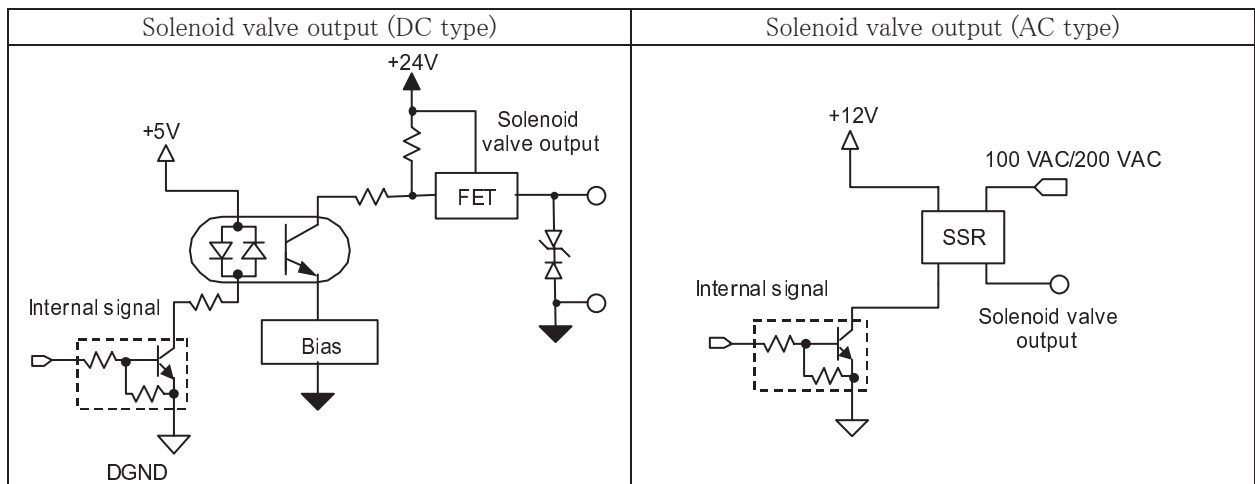 Solenoid valve output (DC type)
Solenoid valve output (AC type)
+24V
+5V
Solenoid
valve output
FET
Internal signal
Bias
DGND
+12V
100 VAC/200 VAC
SSR
Internal signal
Solenoid valve
output